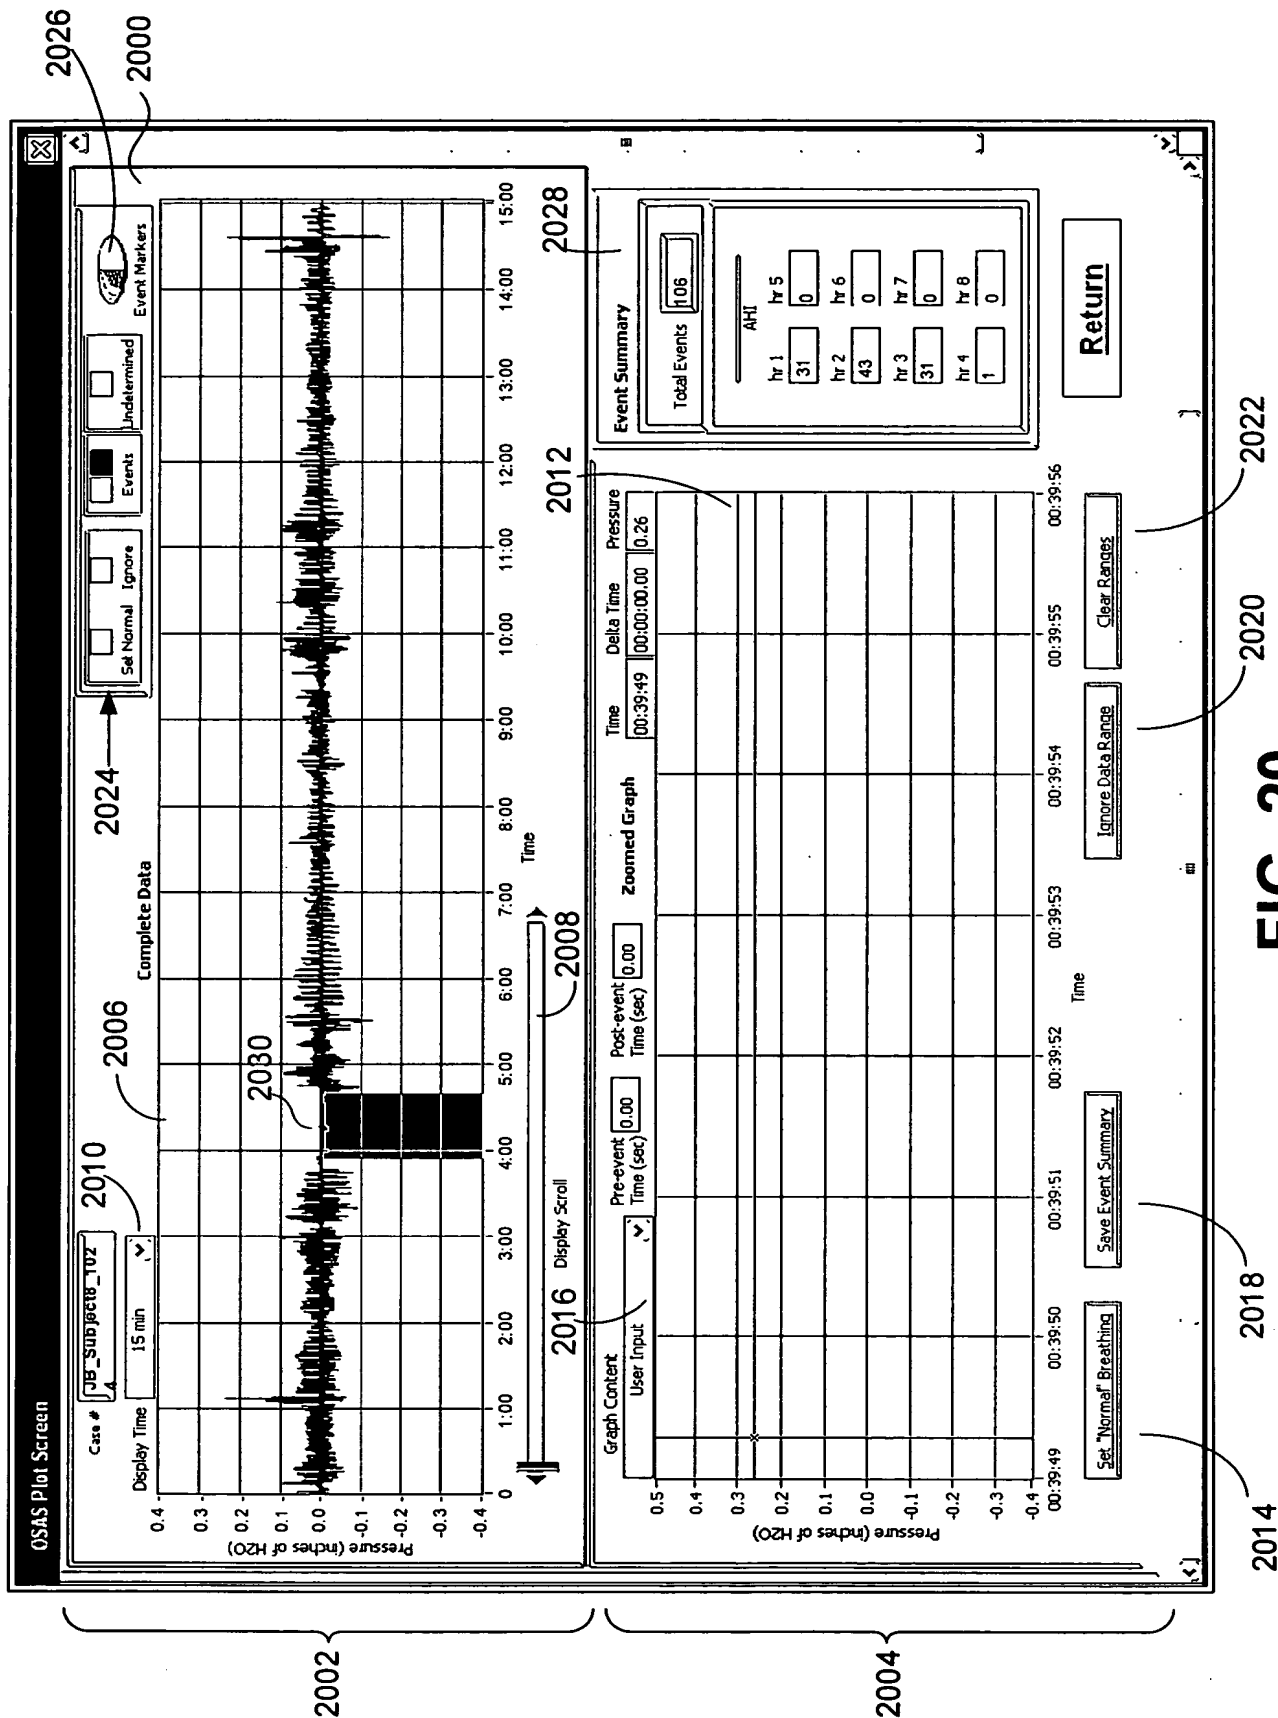 OSAS Plot Screen
2026
2000
Case #
JB_Subject8_102
4
2010
Display Time
15 min
2006
Complete Data
2024
Set Normal
Ignore
Events
Undetermined
Event Markers
2002
Pressure (inches of H2O)
0.4
0.3
0.2
0.1
0.0
-0.1
-0.2
-0.3
-0.4
2030
0
1:00
2:00
3:00
4:00
5:00
6:00
7:00
8:00
9:00
10:00
11:00
12:00
13:00
14:00
15:00
Time
Display Scroll
2008
2016
2012
2028
2004
Graph Content
User Input
Pre-event
Time (sec)
0.00
Post-event
Time (sec)
0.00
Zoomed Graph
Time
00:39:49
Delta Time
00:00:00.00
Pressure
0.26
Pressure (inches of H2O)
0.5
0.4
0.3
0.2
0.1
0.0
-0.1
-0.2
-0.3
-0.4
00:39:49
00:39:50
00:39:51
00:39:52
00:39:53
00:39:54
00:39:55
00:39:56
Time
Event Summary
Total Events
106
AHI
hr 1
31
hr 5
0
hr 2
43
hr 6
0
hr 3
31
hr 7
0
hr 4
1
hr 8
0
Set "Normal" Breathing
Save Event Summary
Ignore Data Range
Clear Ranges
Return
2014
2018
2020
2022
FIG. 20